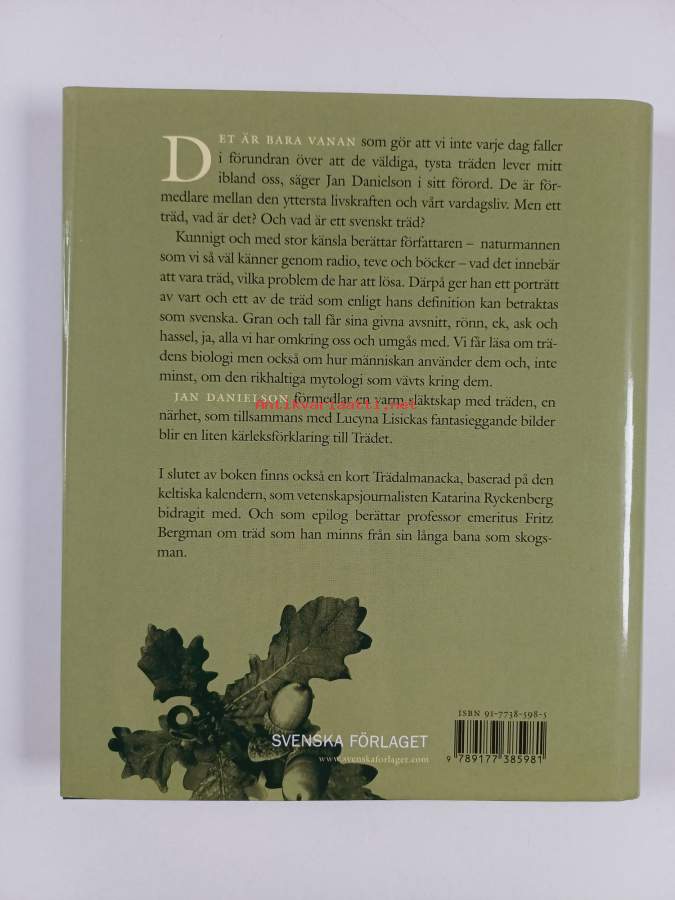 DET ÄR BARA VANAN som gör att vi inte varje dag faller
i förundran över att de väldiga, tysta träden lever mitt
ibland oss, säger Jan Danielson i sitt förord. De är för-
medlare mellan den yttersta livskraften och vårt vardagsliv. Men ett
träd, vad är det? Och vad är ett svenskt träd?
Kunnigt och med stor känsla berättar författaren – naturmannen
som vi så väl känner genom radio, teve och böcker – vad det innebär
att vara träd, vilka problem de har att lösa. Därpå ger han ett porträtt
av vart och ett av de träd som enligt hans definition kan betraktas
som svenska. Gran och tall får sina givna avsnitt, rönn, ek, ask och
hassel, ja, alla vi har omkring oss och umgås med. Vi får läsa om trä-
dens biologi men också om hur människan använder dem och, inte
minst, om den rikhaltiga mytologi som vävts kring dem.
JAN DANIELSON förmedlar en varm släktskap med träden, en
antikvariaatti.net
närhet, som tillsammans med Lucyna Lisickas fantasieggande bilder
blir en liten kärleksförklaring till Trädet.
I slutet av boken finns också en kort Trädalmanacka, baserad på den
keltiska kalendern, som vetenskapsjournalisten Katarina Ryckenberg
bidragit med. Och som epilog berättar professor emeritus Fritz
Bergman om träd som han minns från sin långa bana som skogs-
man.
ISBN 91-7738-598-5
SVENSKA FÖRLAGET
www.svenskaforlaget.com
9 789177 385981